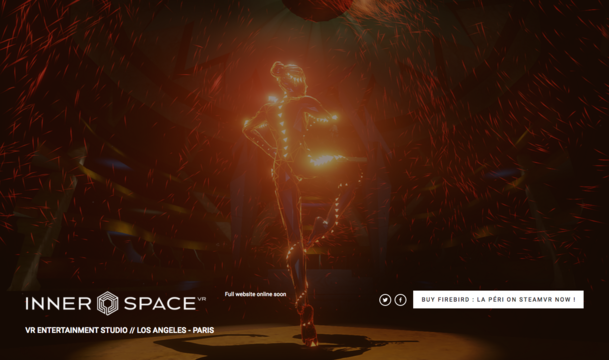 INNER SPACE VR
Full website online soon
BUY FIREBIRD : LA PÉRI ON STEAMVR NOW !
VR ENTERTAINMENT STUDIO // LOS ANGELES - PARIS